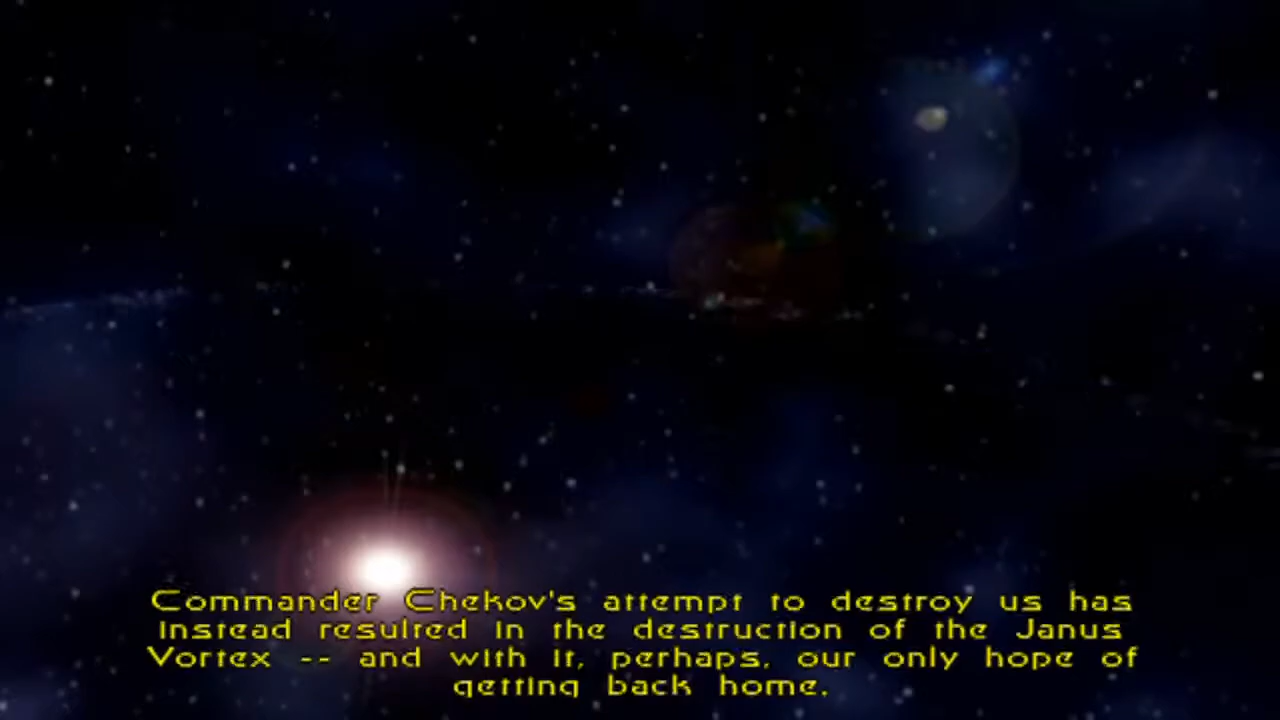 Commander Chekov's attempt to destroy us has
instead resulted in the destruction of the Janus
Vortex -- and with it, perhaps, our only hope of
getting back home.